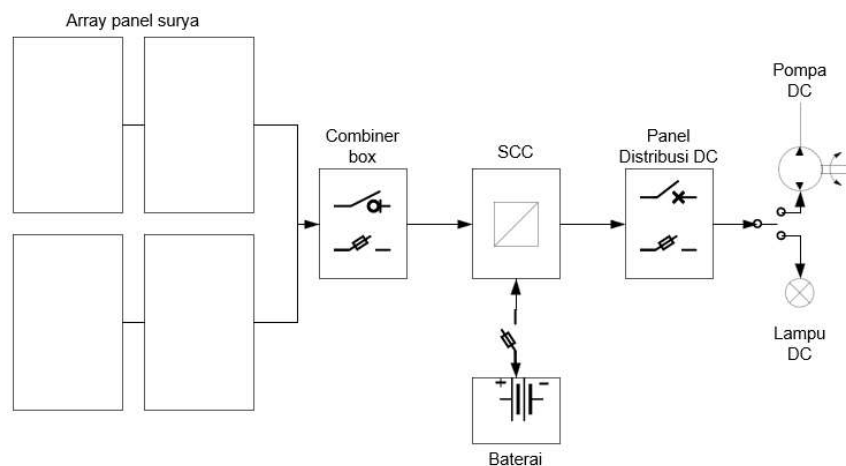 Array panel surya
Combiner
box
SCC
Panel
Distribusi DC
Pompa
DC
Lampu
DC
+ −
Baterai